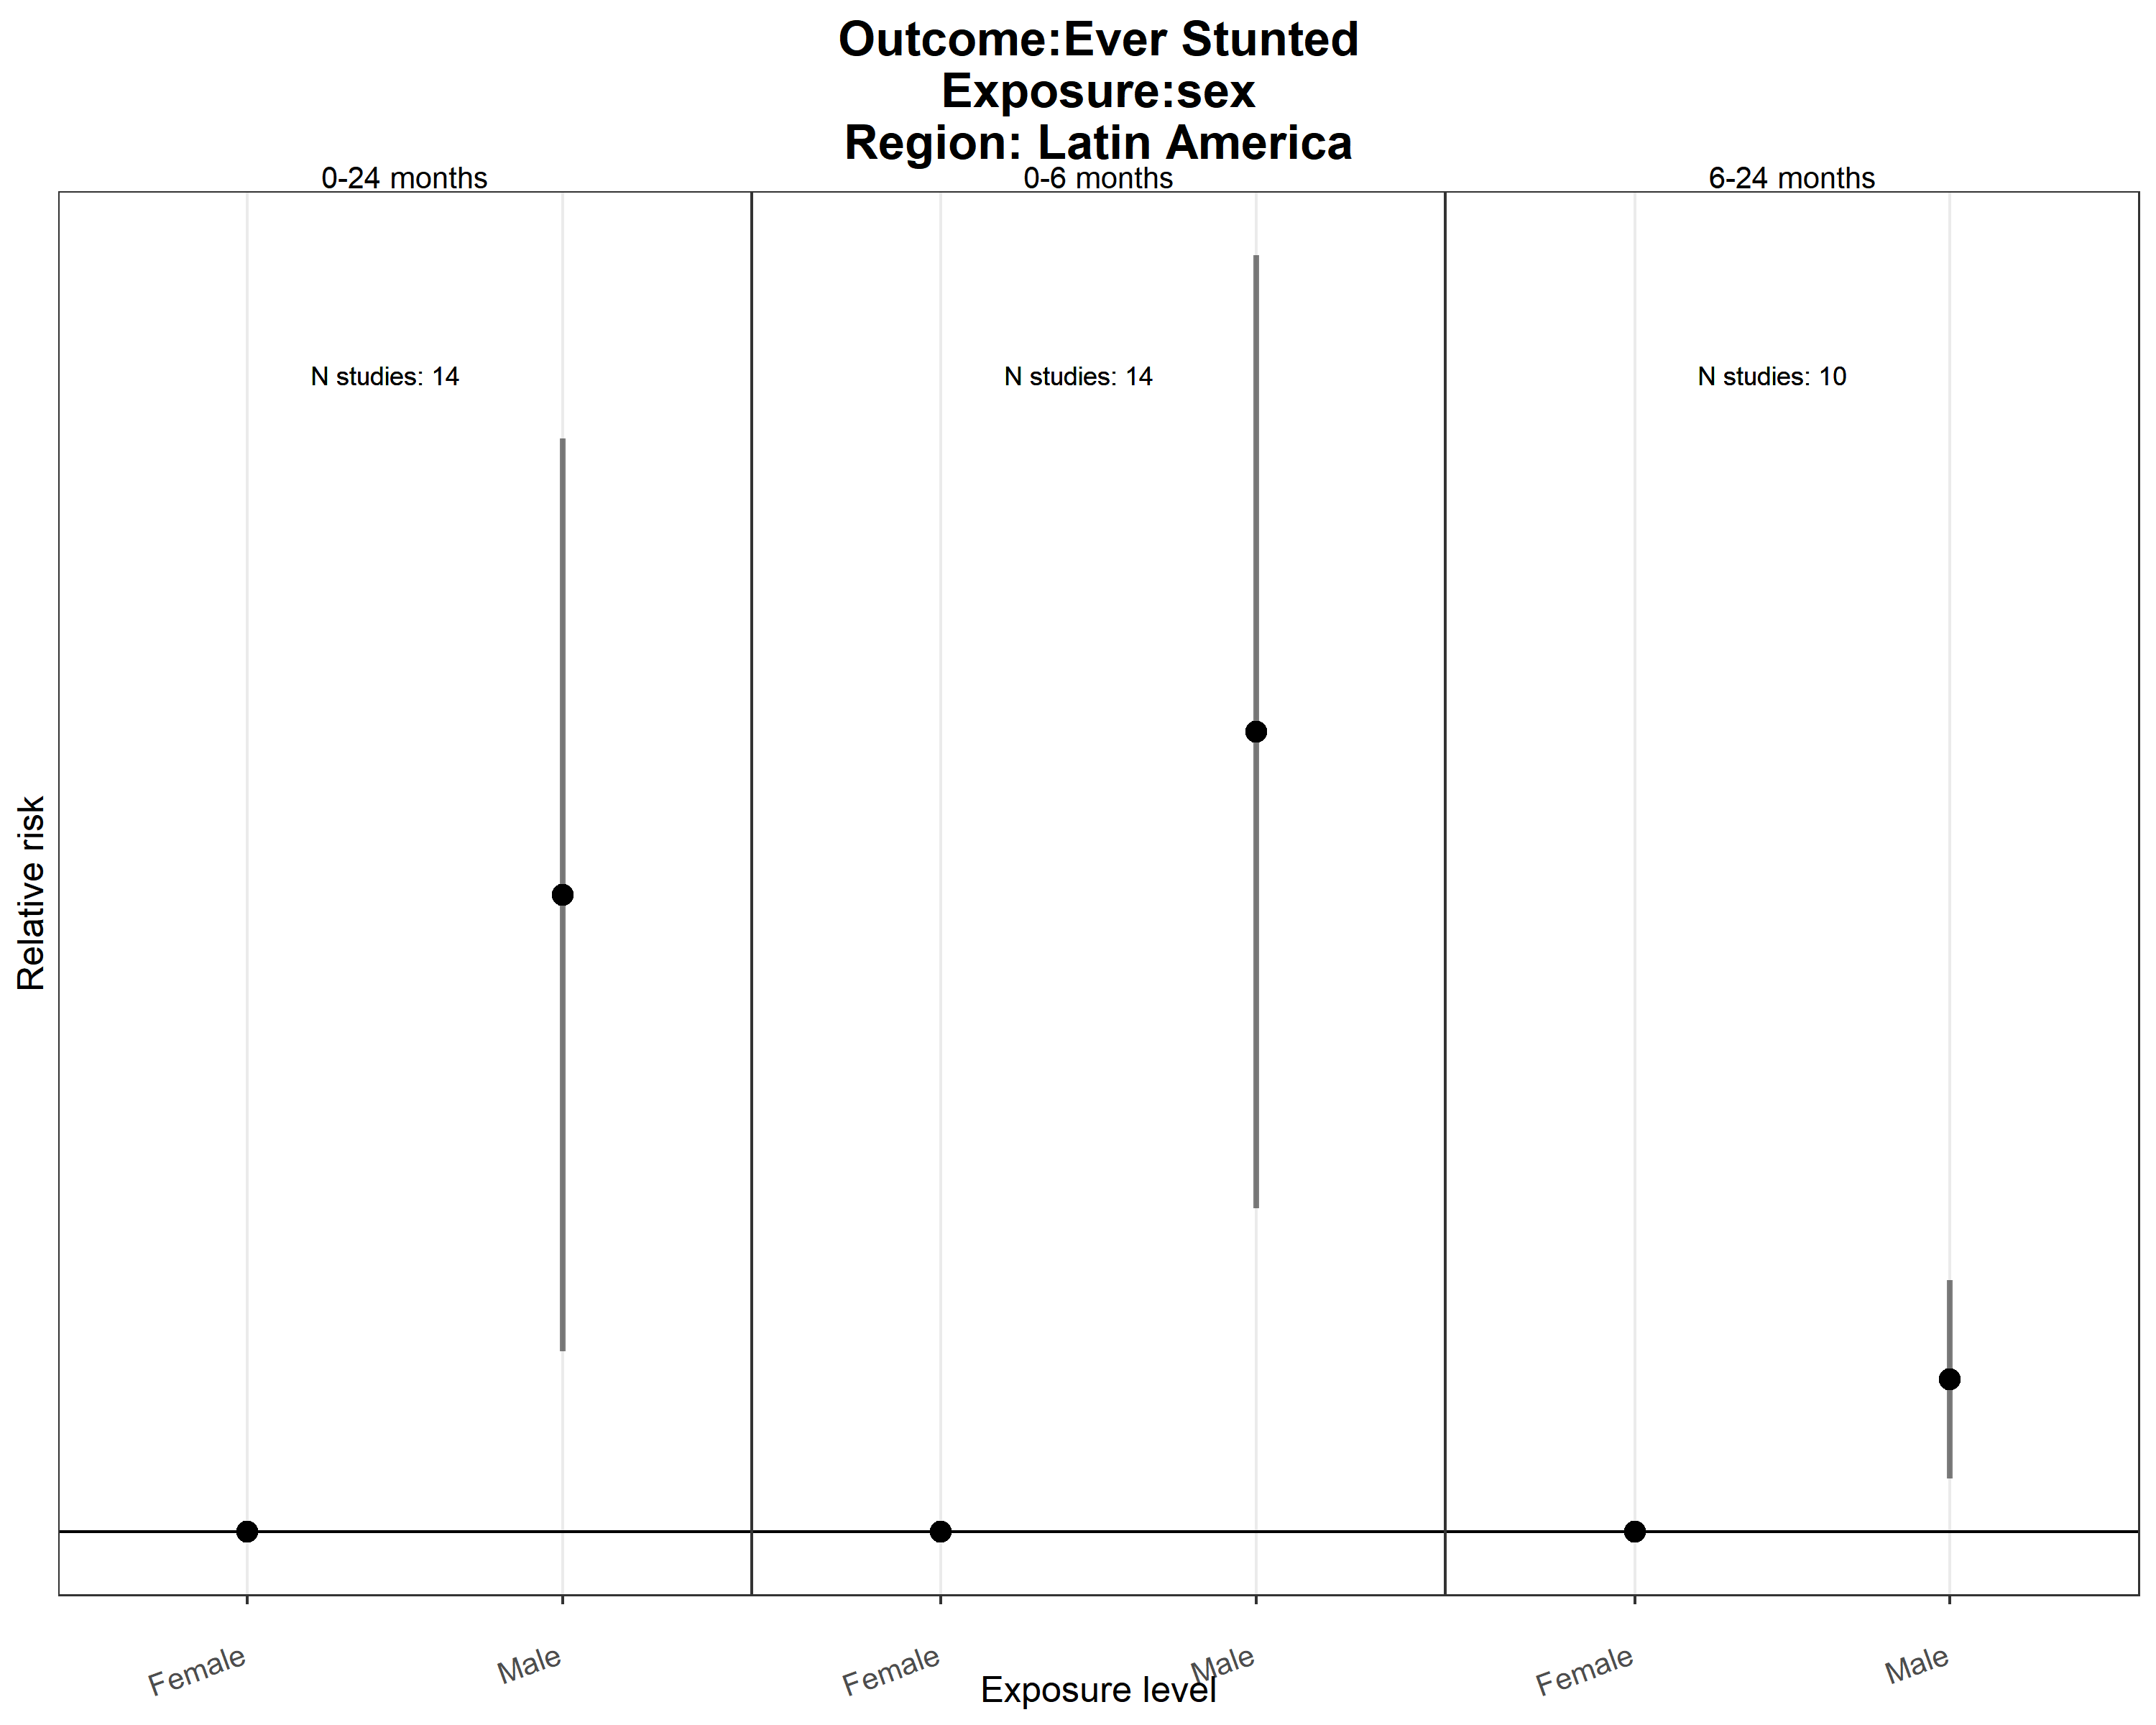 Outcome:Ever Stunted
Exposure:sex
Region: Latin America
0-24 months
0-6 months
6-24 months
N studies: 14
N studies: 14
N studies: 10
Relative risk
Female
Male
Female
Male
Female
Male
Exposure level